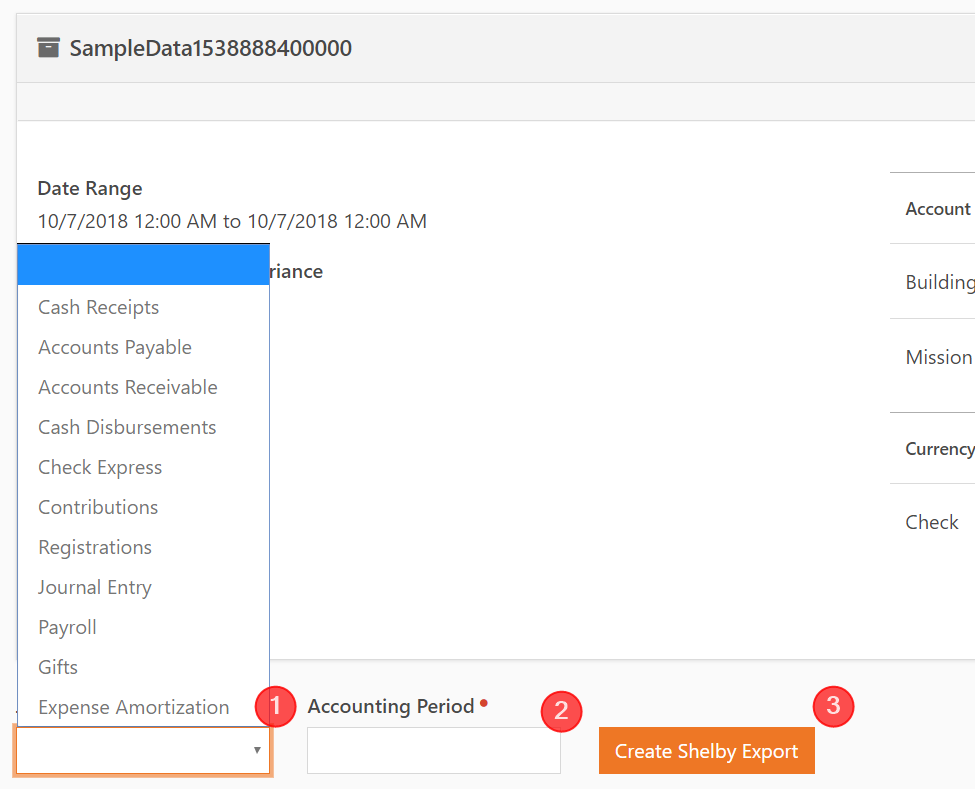 SampleData1538888400000
Date Range
10/7/2018 12:00 AM to 10/7/2018 12:00 AM
riance
Cash Receipts
Accounts Payable
Accounts Receivable
Cash Disbursements
Check Express
Contributions
Registrations
Journal Entry
Payroll
Gifts
Expense Amortization
1
Accounting Period
2
3
Create Shelby Export
Account
Building
Mission
Currency
Check